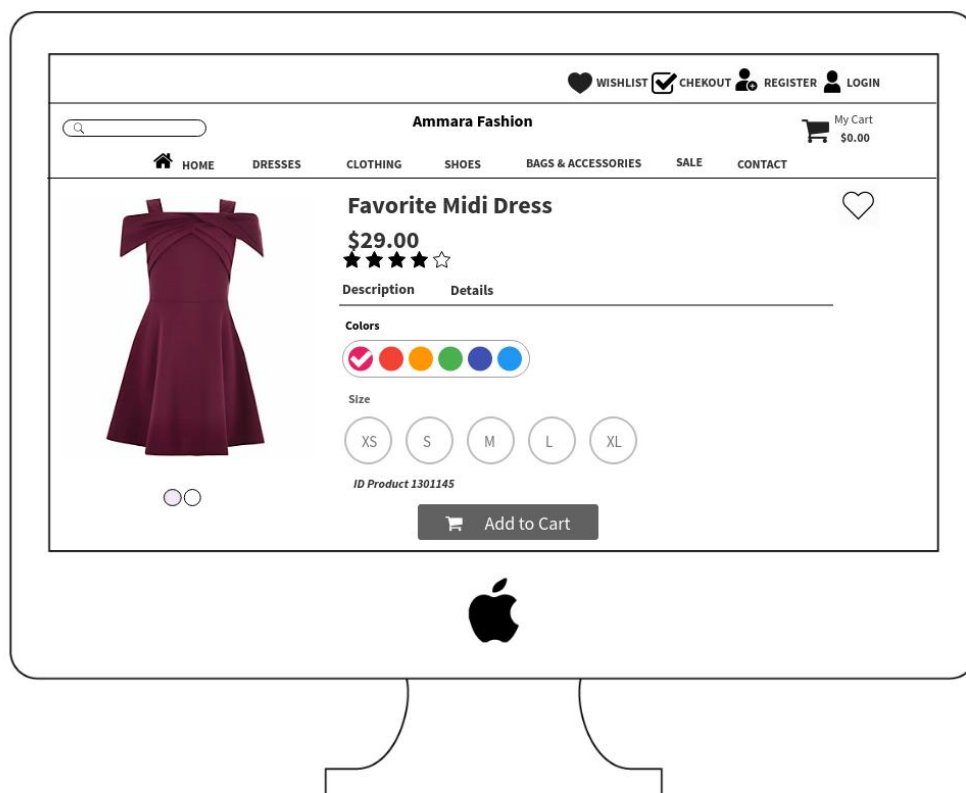 WISHLIST CHEKOUT REGISTER LOGIN
Ammara Fashion
My Cart
$0.00
HOME DRESSES CLOTHING SHOES BAGS & ACCESSORIES SALE CONTACT
Favorite Midi Dress
$29.00
Description Details
Colors
Size
XS S M L XL
ID Product 1301145
Add to Cart